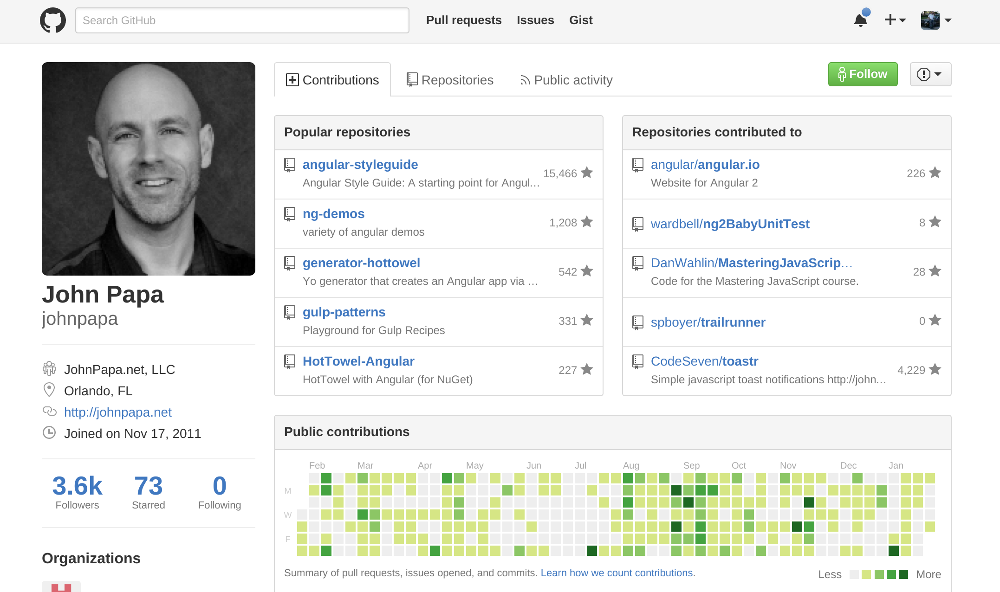 Search GitHub
Pull requests
Issues
Gist
Contributions
Repositories
Public activity
Follow
John Papa
johnpapa
JohnPapa.net, LLC
Orlando, FL
http://johnpapa.net
Joined on Nov 17, 2011
3.6k
Followers
73
Starred
0
Following
Organizations
Popular repositories
angular-styleguide
Angular Style Guide: A starting point for Angul…
15,466
ng-demos
variety of angular demos
1,208
generator-hottowel
Yo generator that creates an Angular app via …
542
gulp-patterns
Playground for Gulp Recipes
331
HotTowel-Angular
HotTowel with Angular (for NuGet)
227
Repositories contributed to
angular/angular.io
Website for Angular 2
226
wardbell/ng2BabyUnitTest
8
DanWahlin/MasteringJavaScrip…
Code for the Mastering JavaScript course.
28
spboyer/trailrunner
0
CodeSeven/toastr
Simple javascript toast notifications http://john…
4,229
Public contributions
Feb Mar Apr May Jun Jul Aug Sep Oct Nov Dec Jan
M
W
F
Summary of pull requests, issues opened, and commits. Learn how we count contributions.
Less
More